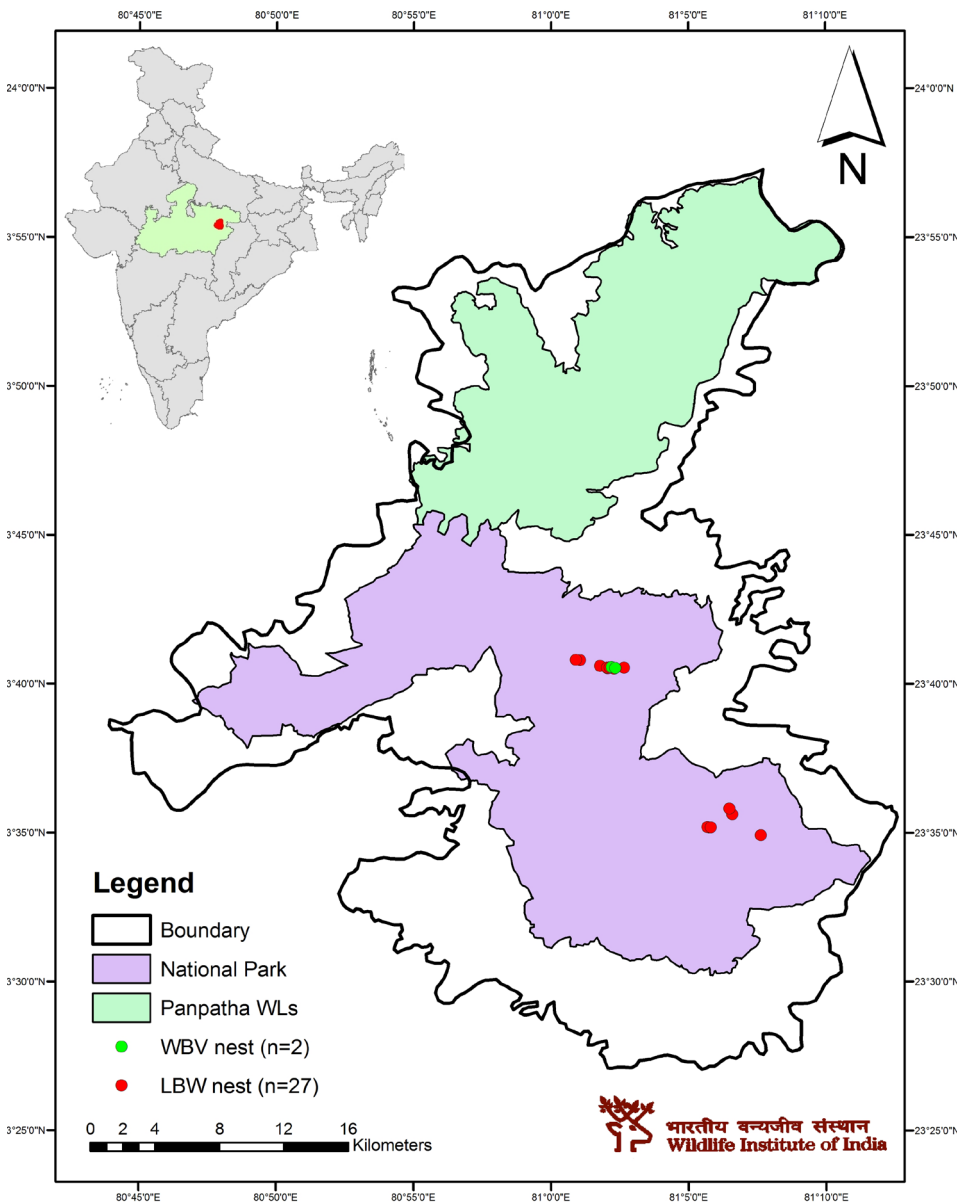 80°45'0"E 80°50'0"E 80°55'0"E 81°0'0"E 81°5'0"E 81°10'0"E
24°0'0"N 24°0'0"N
N
3°55'0"N 23°55'0"N
3°50'0"N 23°50'0"N
3°45'0"N 23°45'0"N
3°40'0"N 23°40'0"N
3°35'0"N 23°35'0"N
Legend
Boundary
National Park
3°30'0"N 23°30'0"N
Panpatha WLs
WBV nest (n=2)
LBW nest (n=27)
3°25'0"N 23°25'0"N
0 2 4 8 12 16
Kilometers
भारतीय वन्यजीव संस्थान
Wildlife Institute of India
80°45'0"E 80°50'0"E 80°55'0"E 81°0'0"E 81°5'0"E 81°10'0"E